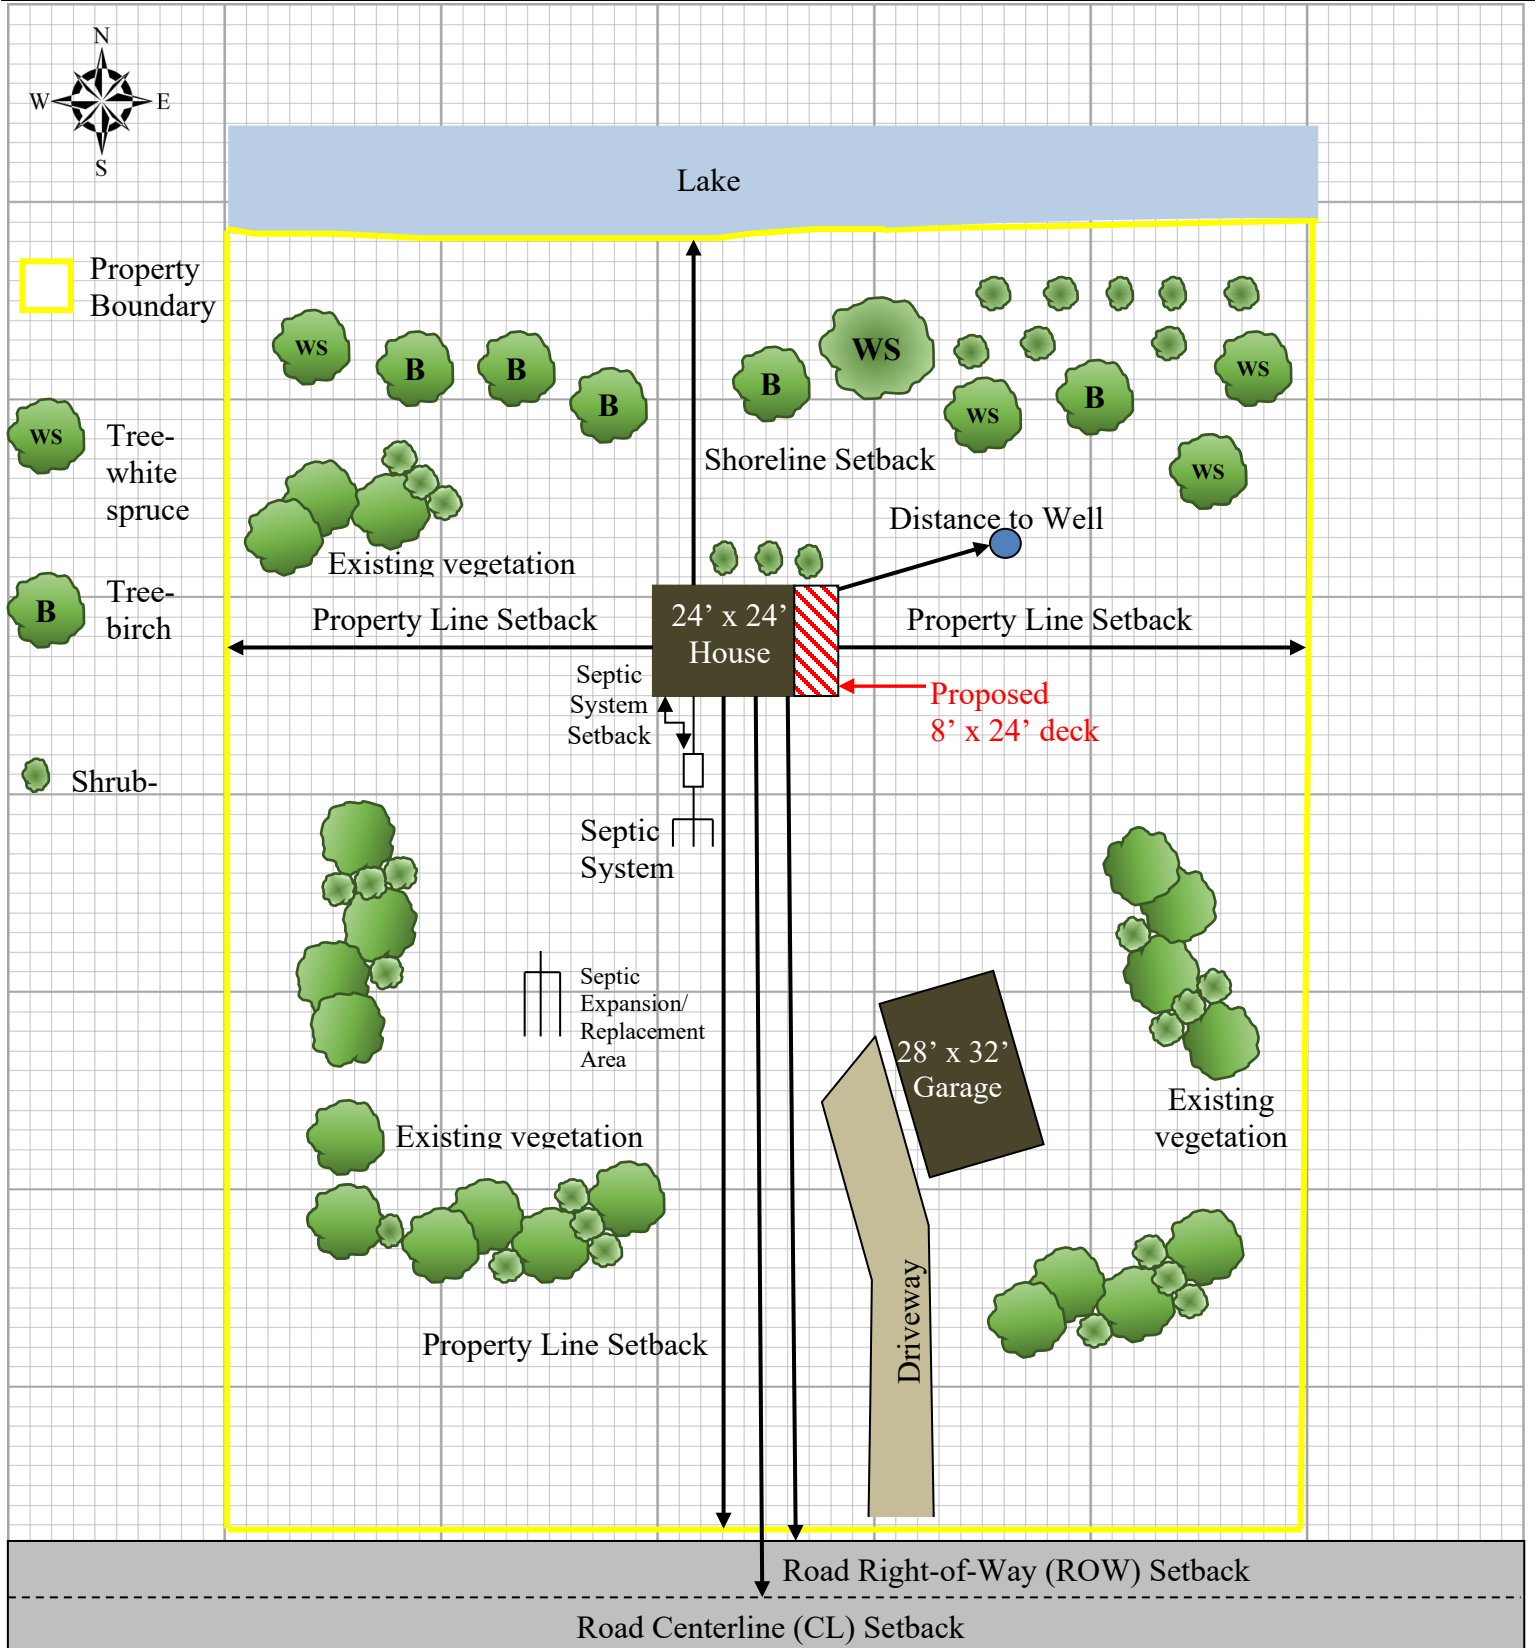 N
W E
S
Lake
Property
Boundary
WS
B
B
B
B
WS
WS
B
WS
WS
WS
Tree-
white
spruce
Shoreline Setback
Distance to Well
Existing vegetation
B
Tree-
birch
Property Line Setback
24’ x 24’
House
Property Line Setback
Septic
System
Setback
Proposed
8’ x 24’ deck
Shrub-
Septic
System
Septic
Expansion/
Replacement
Area
28’ x 32’
Garage
Existing
vegetation
Existing vegetation
Driveway
Property Line Setback
Road Right-of-Way (ROW) Setback
Road Centerline (CL) Setback